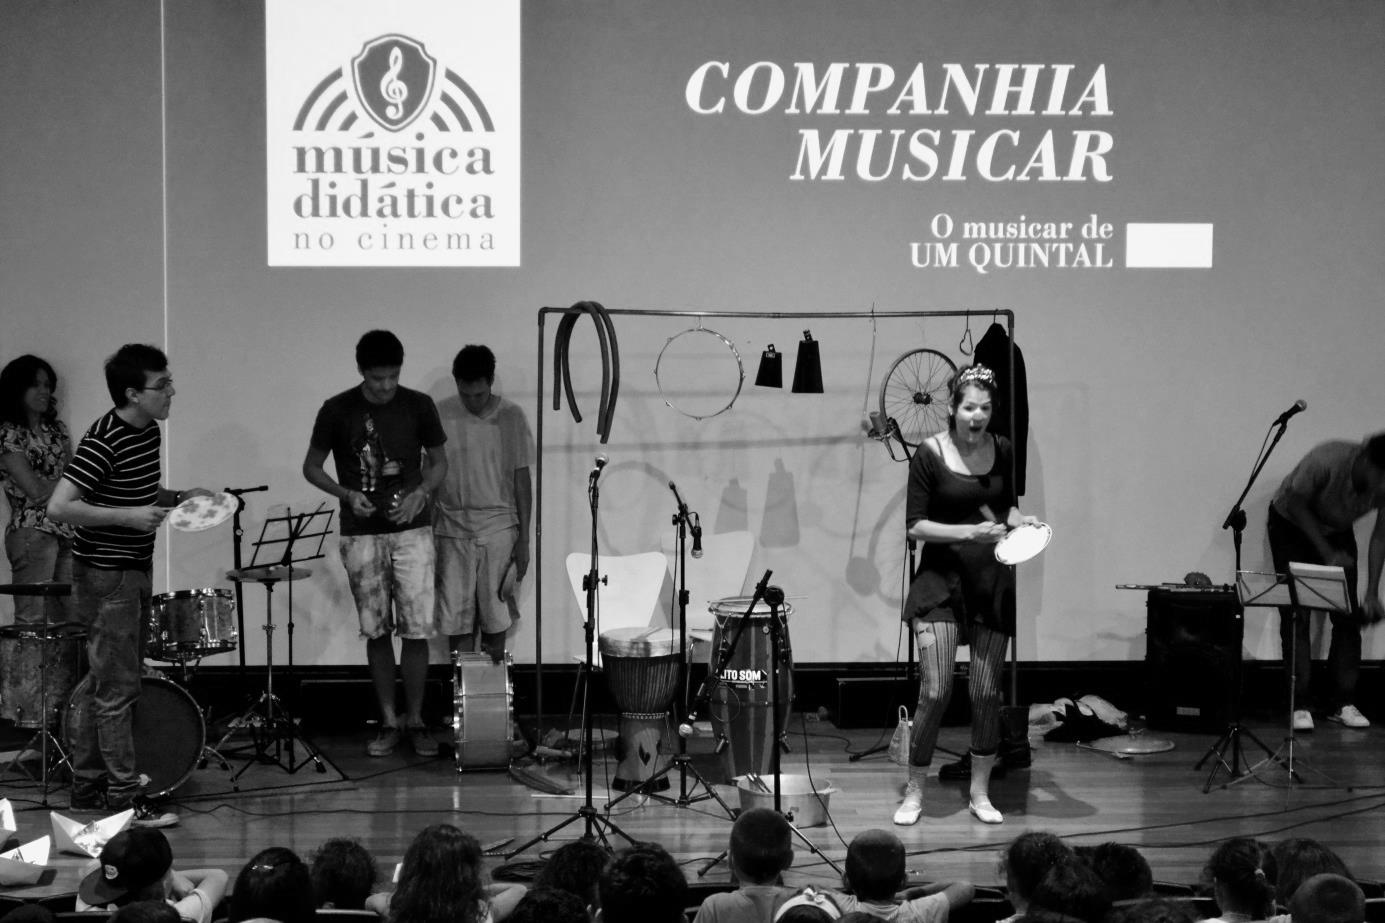 música
didática
no cinema
COMPANHIA
MUSICAR
O musicar de
UM QUINTAL